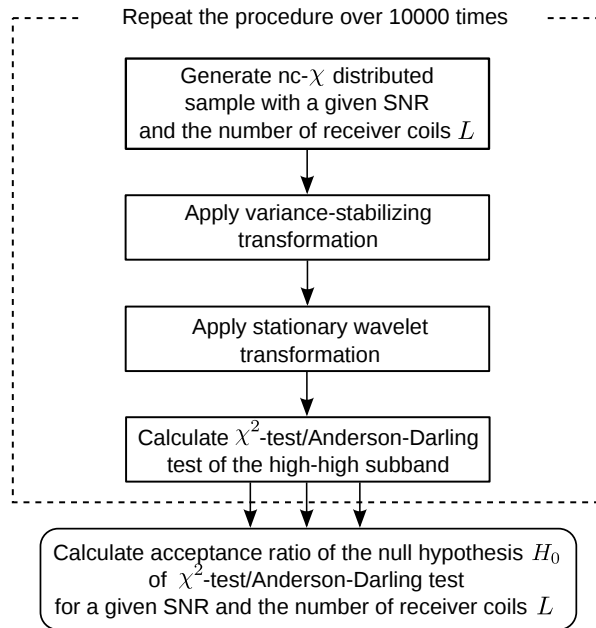 Repeat the procedure over 10000 times
Generate nc-χ distributed
sample with a given SNR
and the number of receiver coils L
Apply variance-stabilizing
transformation
Apply stationary wavelet
transformation
Calculate χ²-test/Anderson-Darling
test of the high-high subband
Calculate acceptance ratio of the null hypothesis H₀
of χ²-test/Anderson-Darling test
for a given SNR and the number of receiver coils L